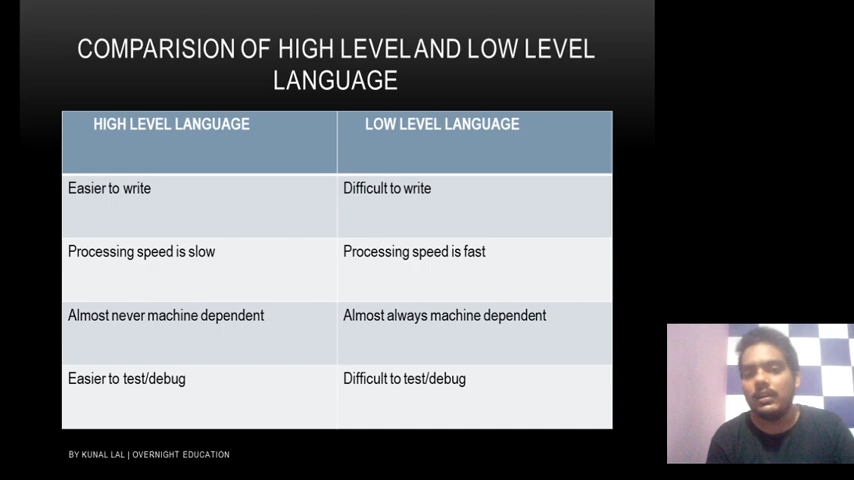 COMPARISION OF HIGH LEVEL AND LOW LEVEL
LANGUAGE
HIGH LEVEL LANGUAGE
LOW LEVEL LANGUAGE
Easier to write
Difficult to write
Processing speed is slow
Processing speed is fast
Almost never machine dependent
Almost always machine dependent
Easier to test/debug
Difficult to test/debug
BY KUNAL LAL | OVERNIGHT EDUCATION